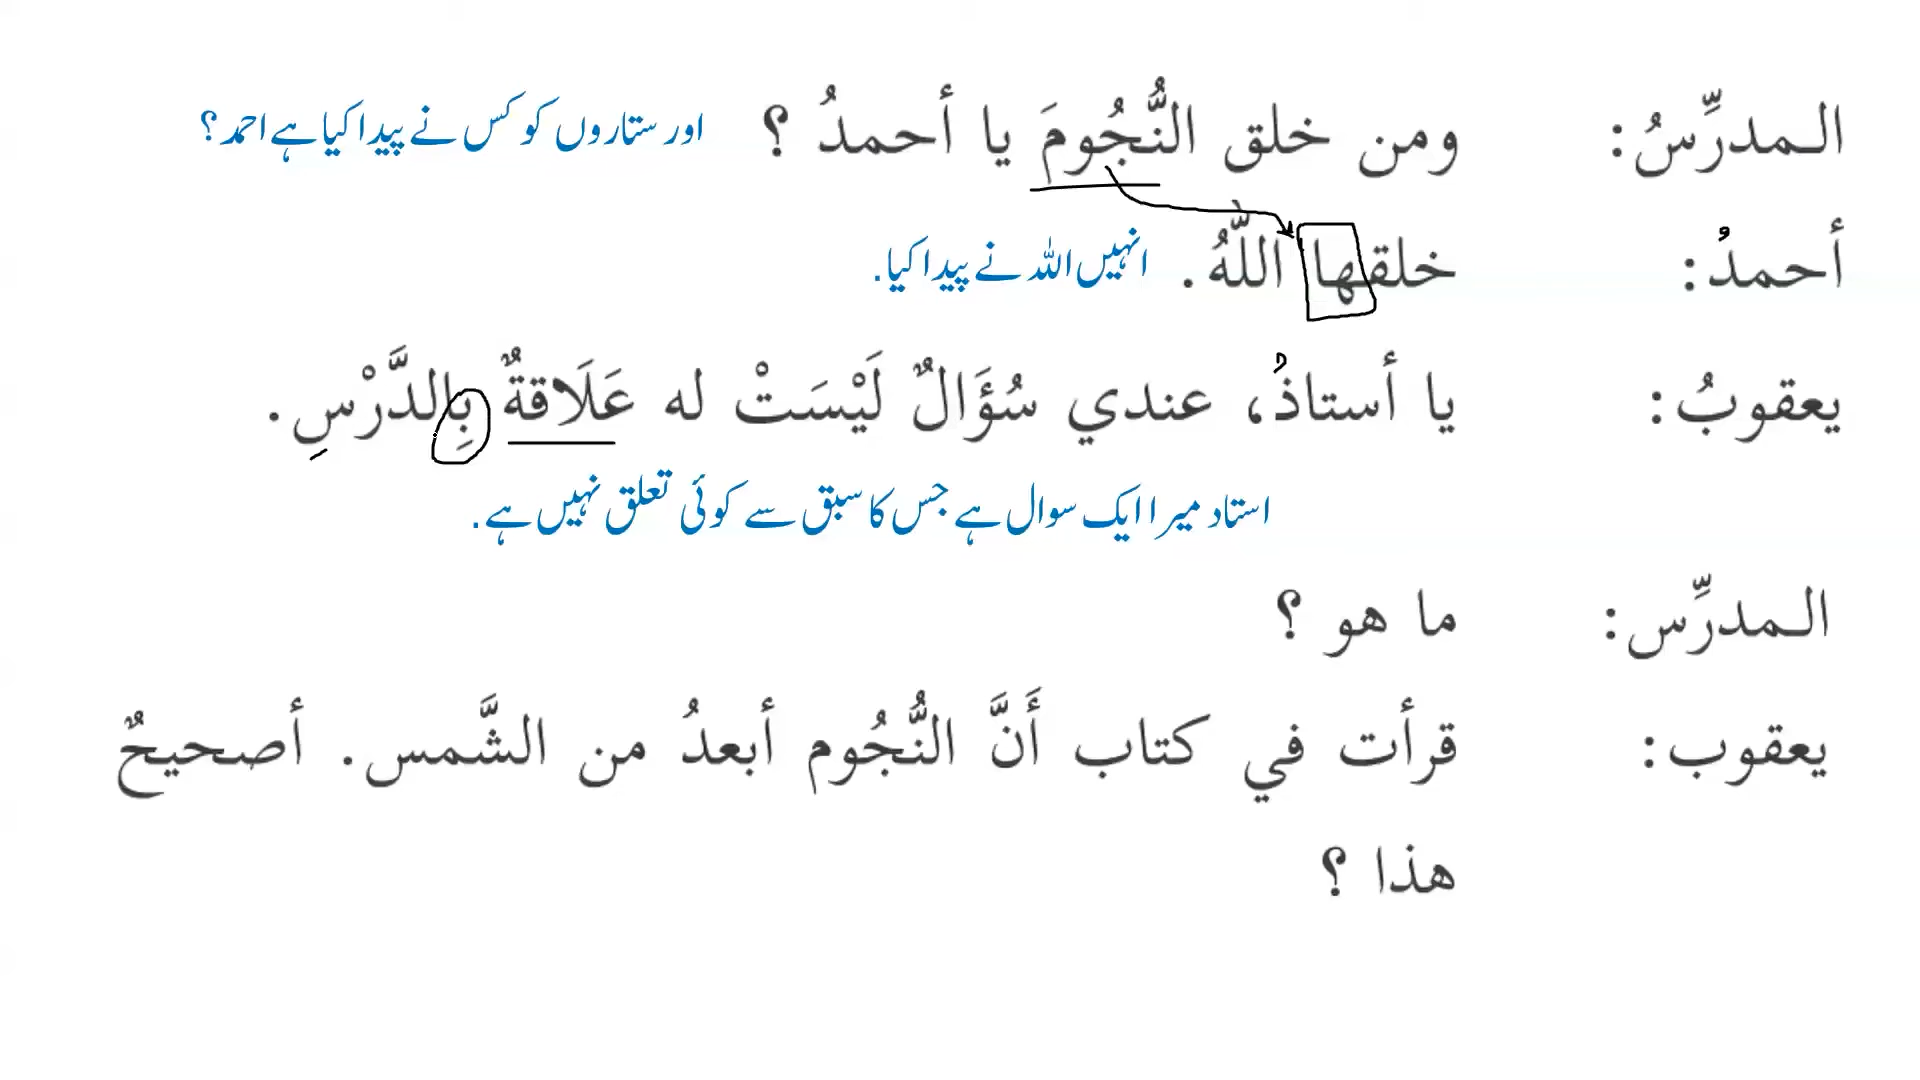 المدرِّسُ: ومن خلق النُّجُومَ يا أحمدُ ؟ اور ستاروں کو کس نے پیدا کیا ہے احمد؟
أحمدُ: خلقها اللّٰهُ . انہیں اللہ نے پیدا کیا.
يعقوبُ: يا أستاذُ، عندي سُؤَالٌ لَيْسَتْ له عَلَاقةٌ بِالدَّرْسِ .
استاد میرا ایک سوال ہے جس کا سبق سے کوئی تعلق نہیں ہے.
المدرِّس: ما هو ؟
يعقوب: قرأت في كتاب أَنَّ النُّجُوم أبعدُ من الشَّمس. أصحيحٌ
هذا ؟